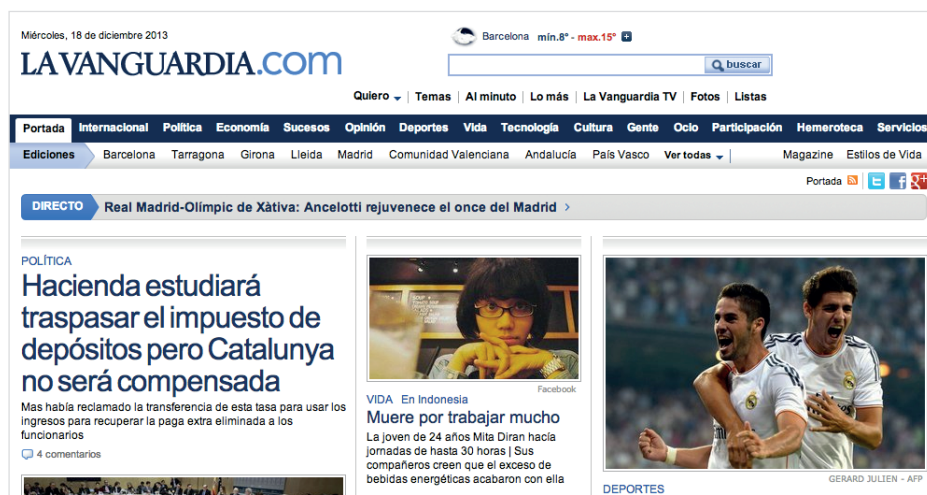 Miércoles, 18 de diciembre 2013
Barcelona mín.8º - max.15º
LAVANGUARDIA.com
buscar
Quiero | Temas | Al minuto | Lo más | La Vanguardia TV | Fotos | Listas
Portada Internacional Política Economía Sucesos Opinión Deportes Vida Tecnología Cultura Gente Ocio Participación Hemeroteca Servicios
Ediciones Barcelona Tarragona Girona Lleida Madrid Comunidad Valenciana Andalucía País Vasco Ver todas | Magazine Estilos de Vida
Portada
DIRECTO Real Madrid-Olímpic de Xàtiva: Ancelotti rejuvenece el once del Madrid
POLÍTICA
Hacienda estudiará
traspasar el impuesto de
depósitos pero Catalunya
no será compensada
Mas había reclamado la transferencia de esta tasa para usar los
ingresos para recuperar la paga extra eliminada a los
funcionarios
4 comentarios
Facebook
VIDA En Indonesia
Muere por trabajar mucho
La joven de 24 años Mita Diran hacía
jornadas de hasta 30 horas | Sus
compañeros creen que el exceso de
bebidas energéticas acabaron con ella
GERARD JULIEN - AFP
DEPORTES